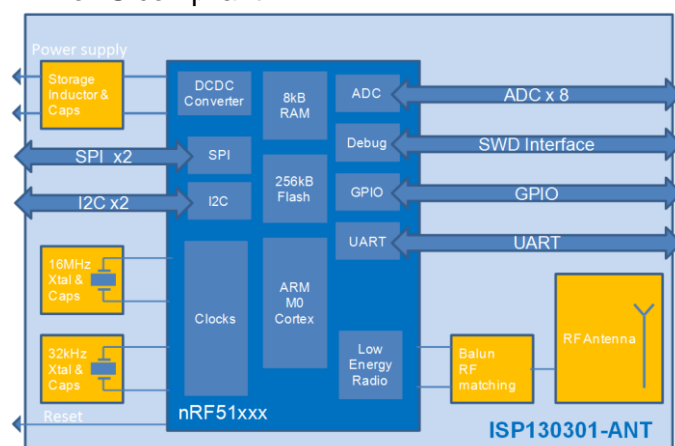 Power supply
Storage
Inductor &
Caps
DCDC
Converter
8kB
RAM
ADC
ADC x 8
Debug
SWD Interface
SPI x2
SPI
256kB
Flash
GPIO
GPIO
I2C x2
I2C
UART
UART
16MHz
Xtal &
Caps
Clocks
ARM
M0
Cortex
32kHz
Xtal &
Caps
Low
Energy
Radio
Balun
RF
matching
RF Antenna
Reset
nRF51xxx
ISP130301-ANT